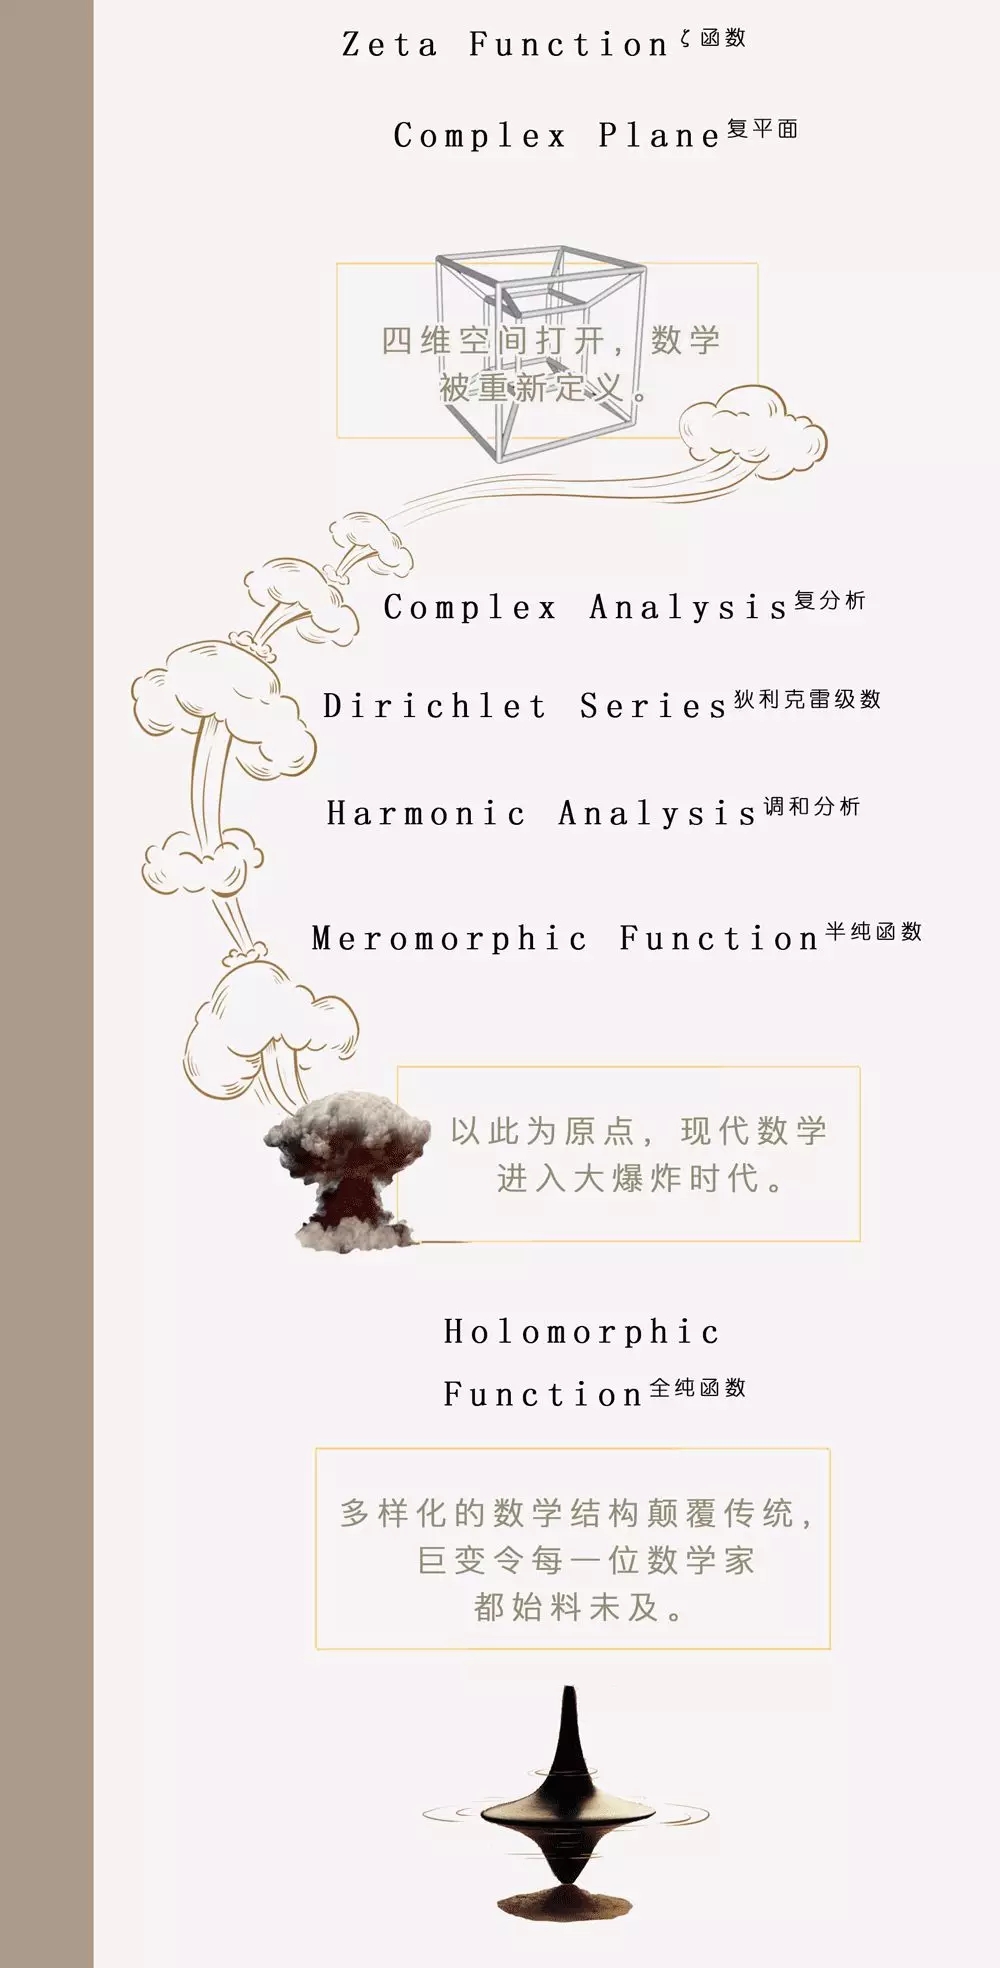 Zeta Function ζ函数
Complex Plane 复平面
四维空间打开，数学
被重新定义。
Complex Analysis 复分析
Dirichlet Series 狄利克雷级数
Harmonic Analysis 调和分析
Meromorphic Function 半纯函数
以此为原点，现代数学
进入大爆炸时代。
Holomorphic
Function 全纯函数
多样化的数学结构颠覆传统，
巨变令每一位数学家
都始料未及。